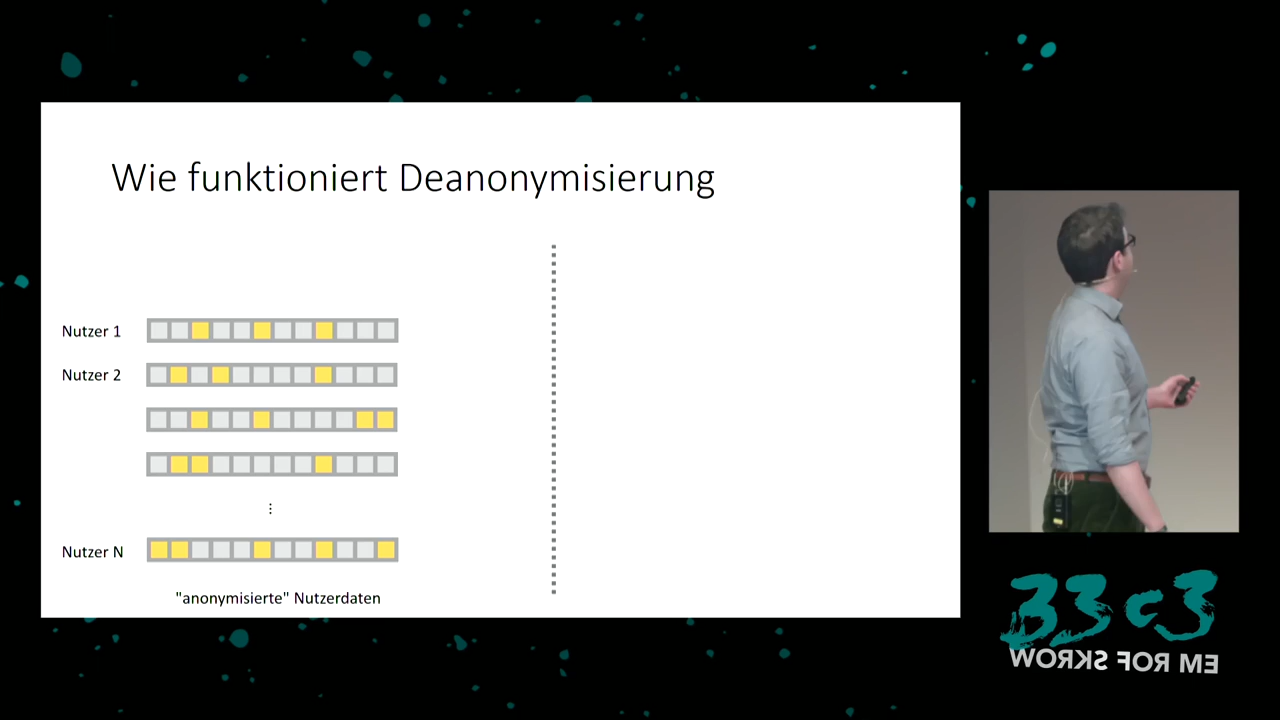 Wie funktioniert Deanonymisierung
Nutzer 1
Nutzer 2
⋮
Nutzer N
"anonymisierte" Nutzerdaten
33c3
WORKS FOR ME